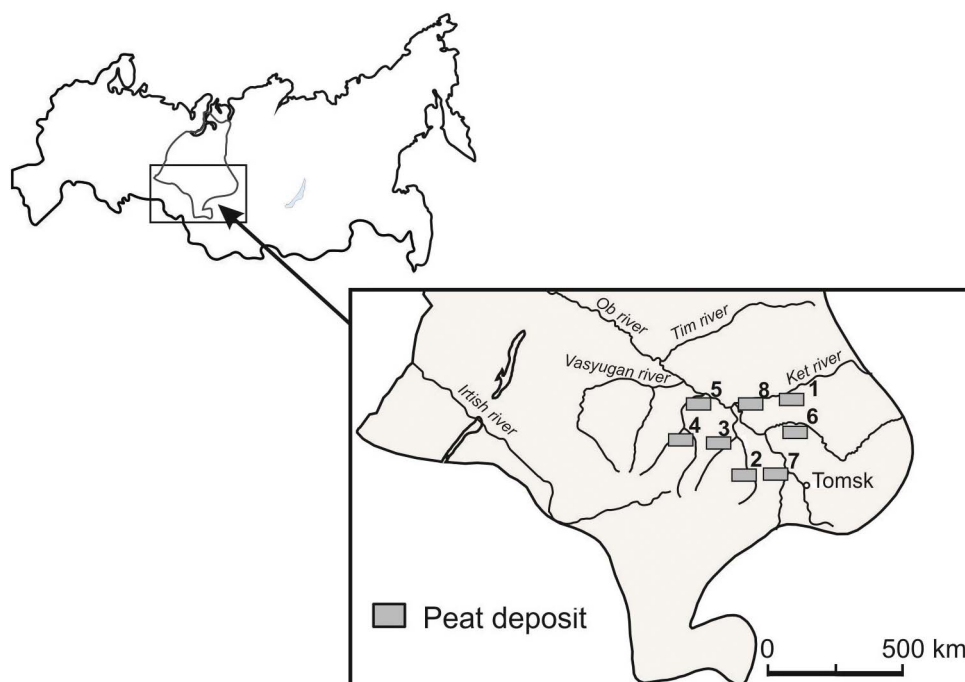 Ob river
Tim river
Vasyugan river
Ket river
Irtish river
5
8
1
6
4
3
2
7
Tomsk
Peat deposit
0
500 km